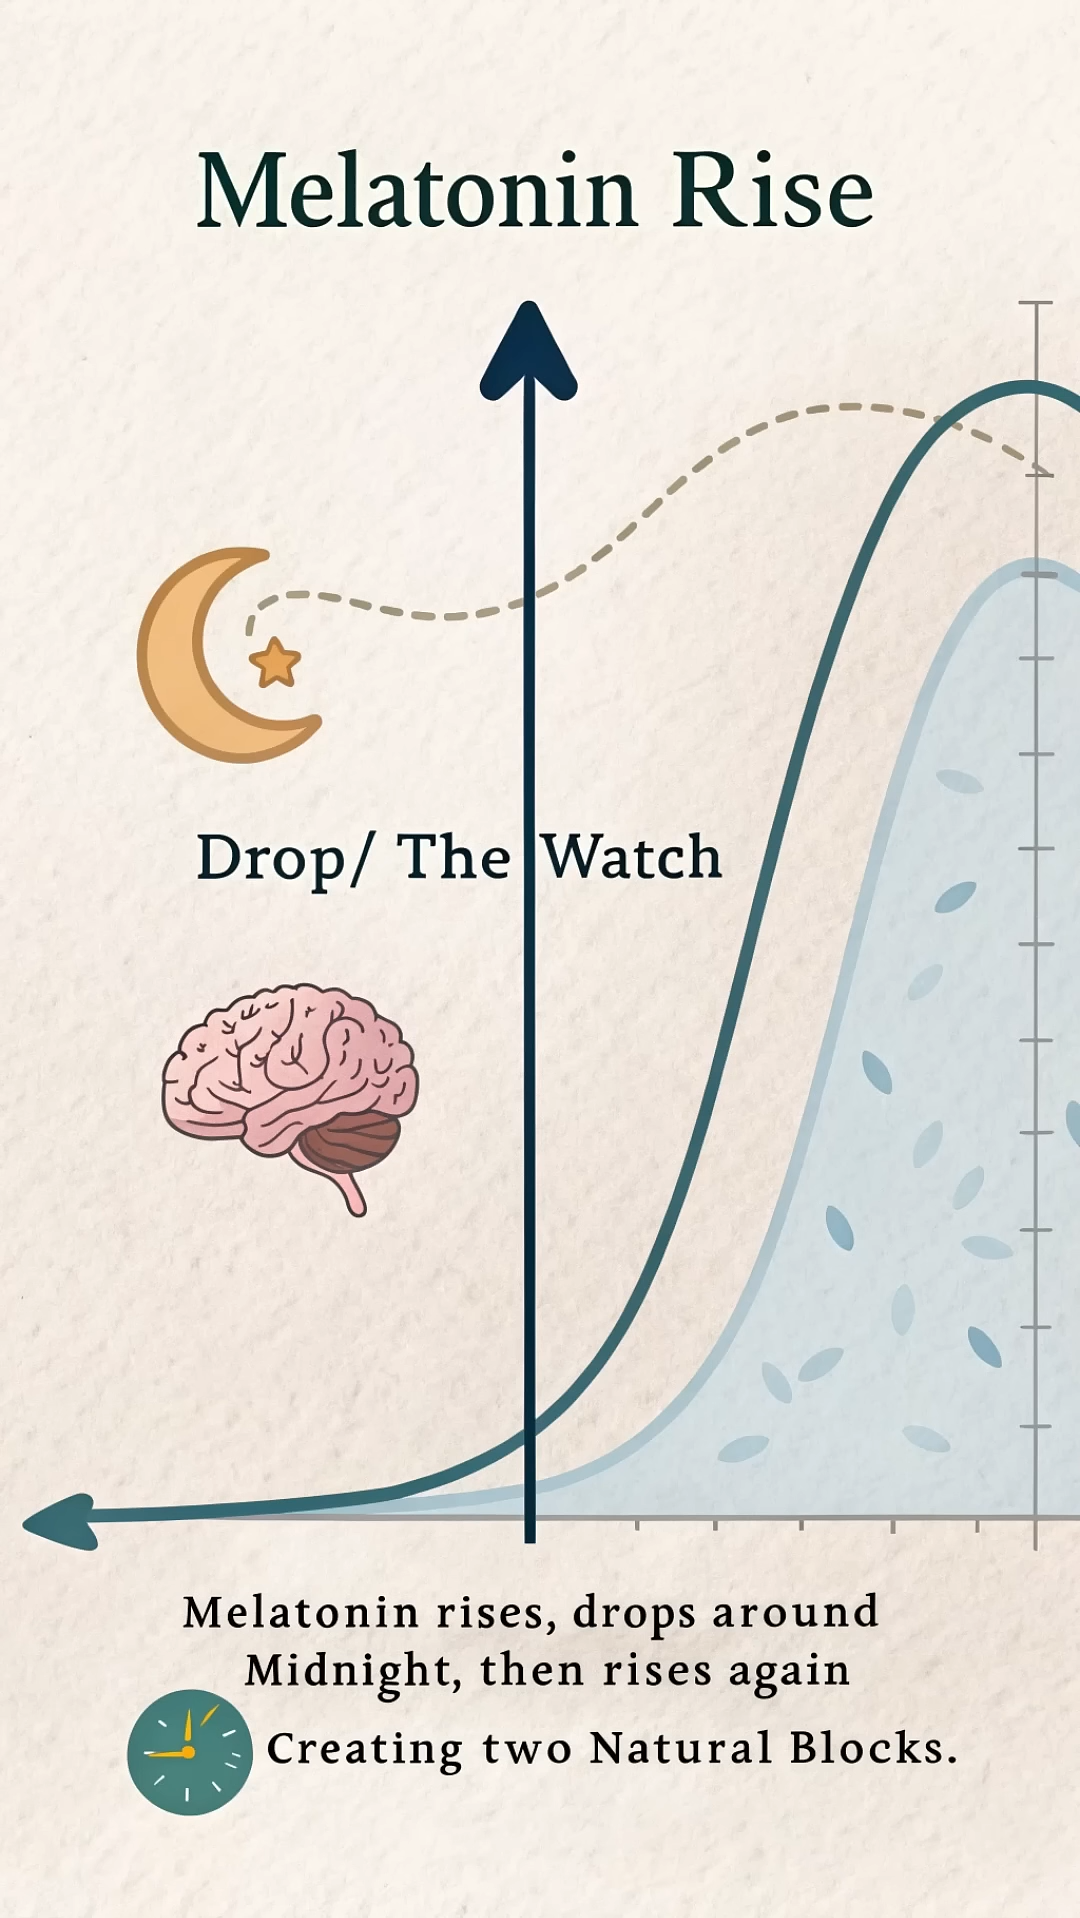 Melatonin Rise
Drop/ The Watch
Melatonin rises, drops around
Midnight, then rises again
Creating two Natural Blocks.